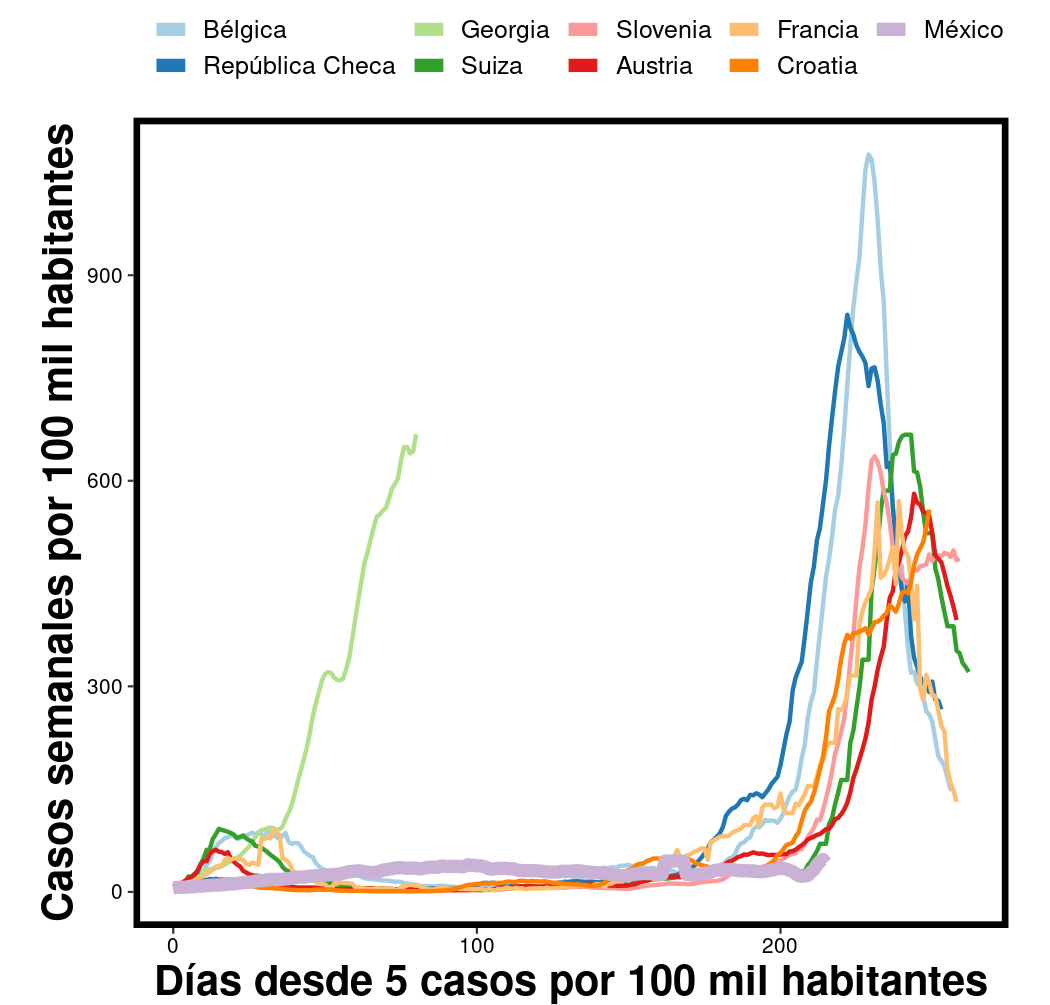 Bélgica Georgia Slovenia Francia México
República Checa Suiza Austria Croatia
Casos semanales por 100 mil habitantes
900
600
300
0
0 100 200
Días desde 5 casos por 100 mil habitantes